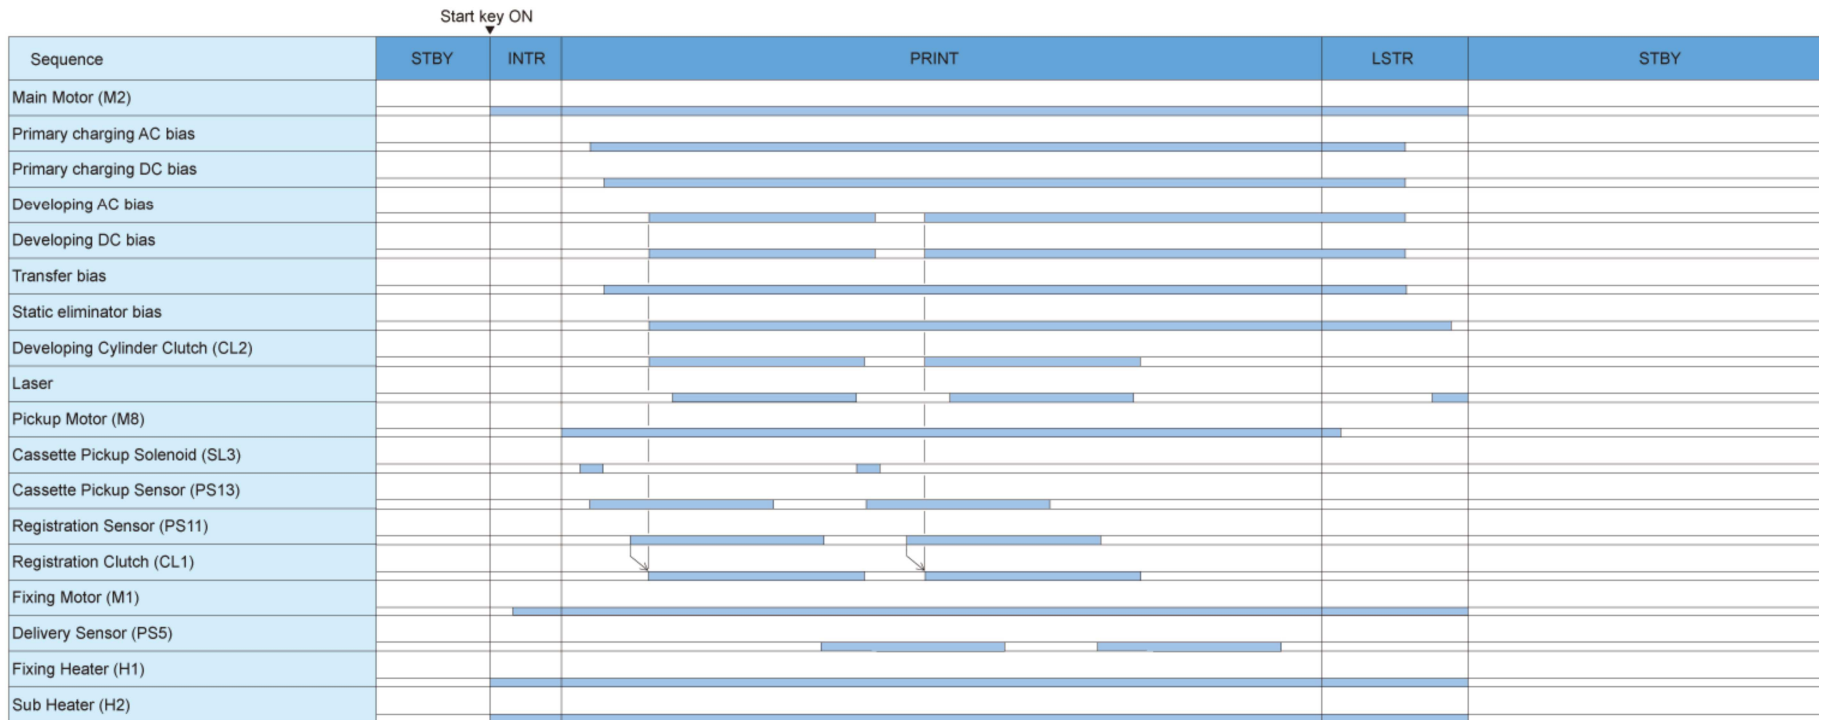 Start key ON
Sequence STBY INTR PRINT LSTR STBY
Main Motor (M2)
Primary charging AC bias
Primary charging DC bias
Developing AC bias
Developing DC bias
Transfer bias
Static eliminator bias
Developing Cylinder Clutch (CL2)
Laser
Pickup Motor (M8)
Cassette Pickup Solenoid (SL3)
Cassette Pickup Sensor (PS13)
Registration Sensor (PS11)
Registration Clutch (CL1)
Fixing Motor (M1)
Delivery Sensor (PS5)
Fixing Heater (H1)
Sub Heater (H2)